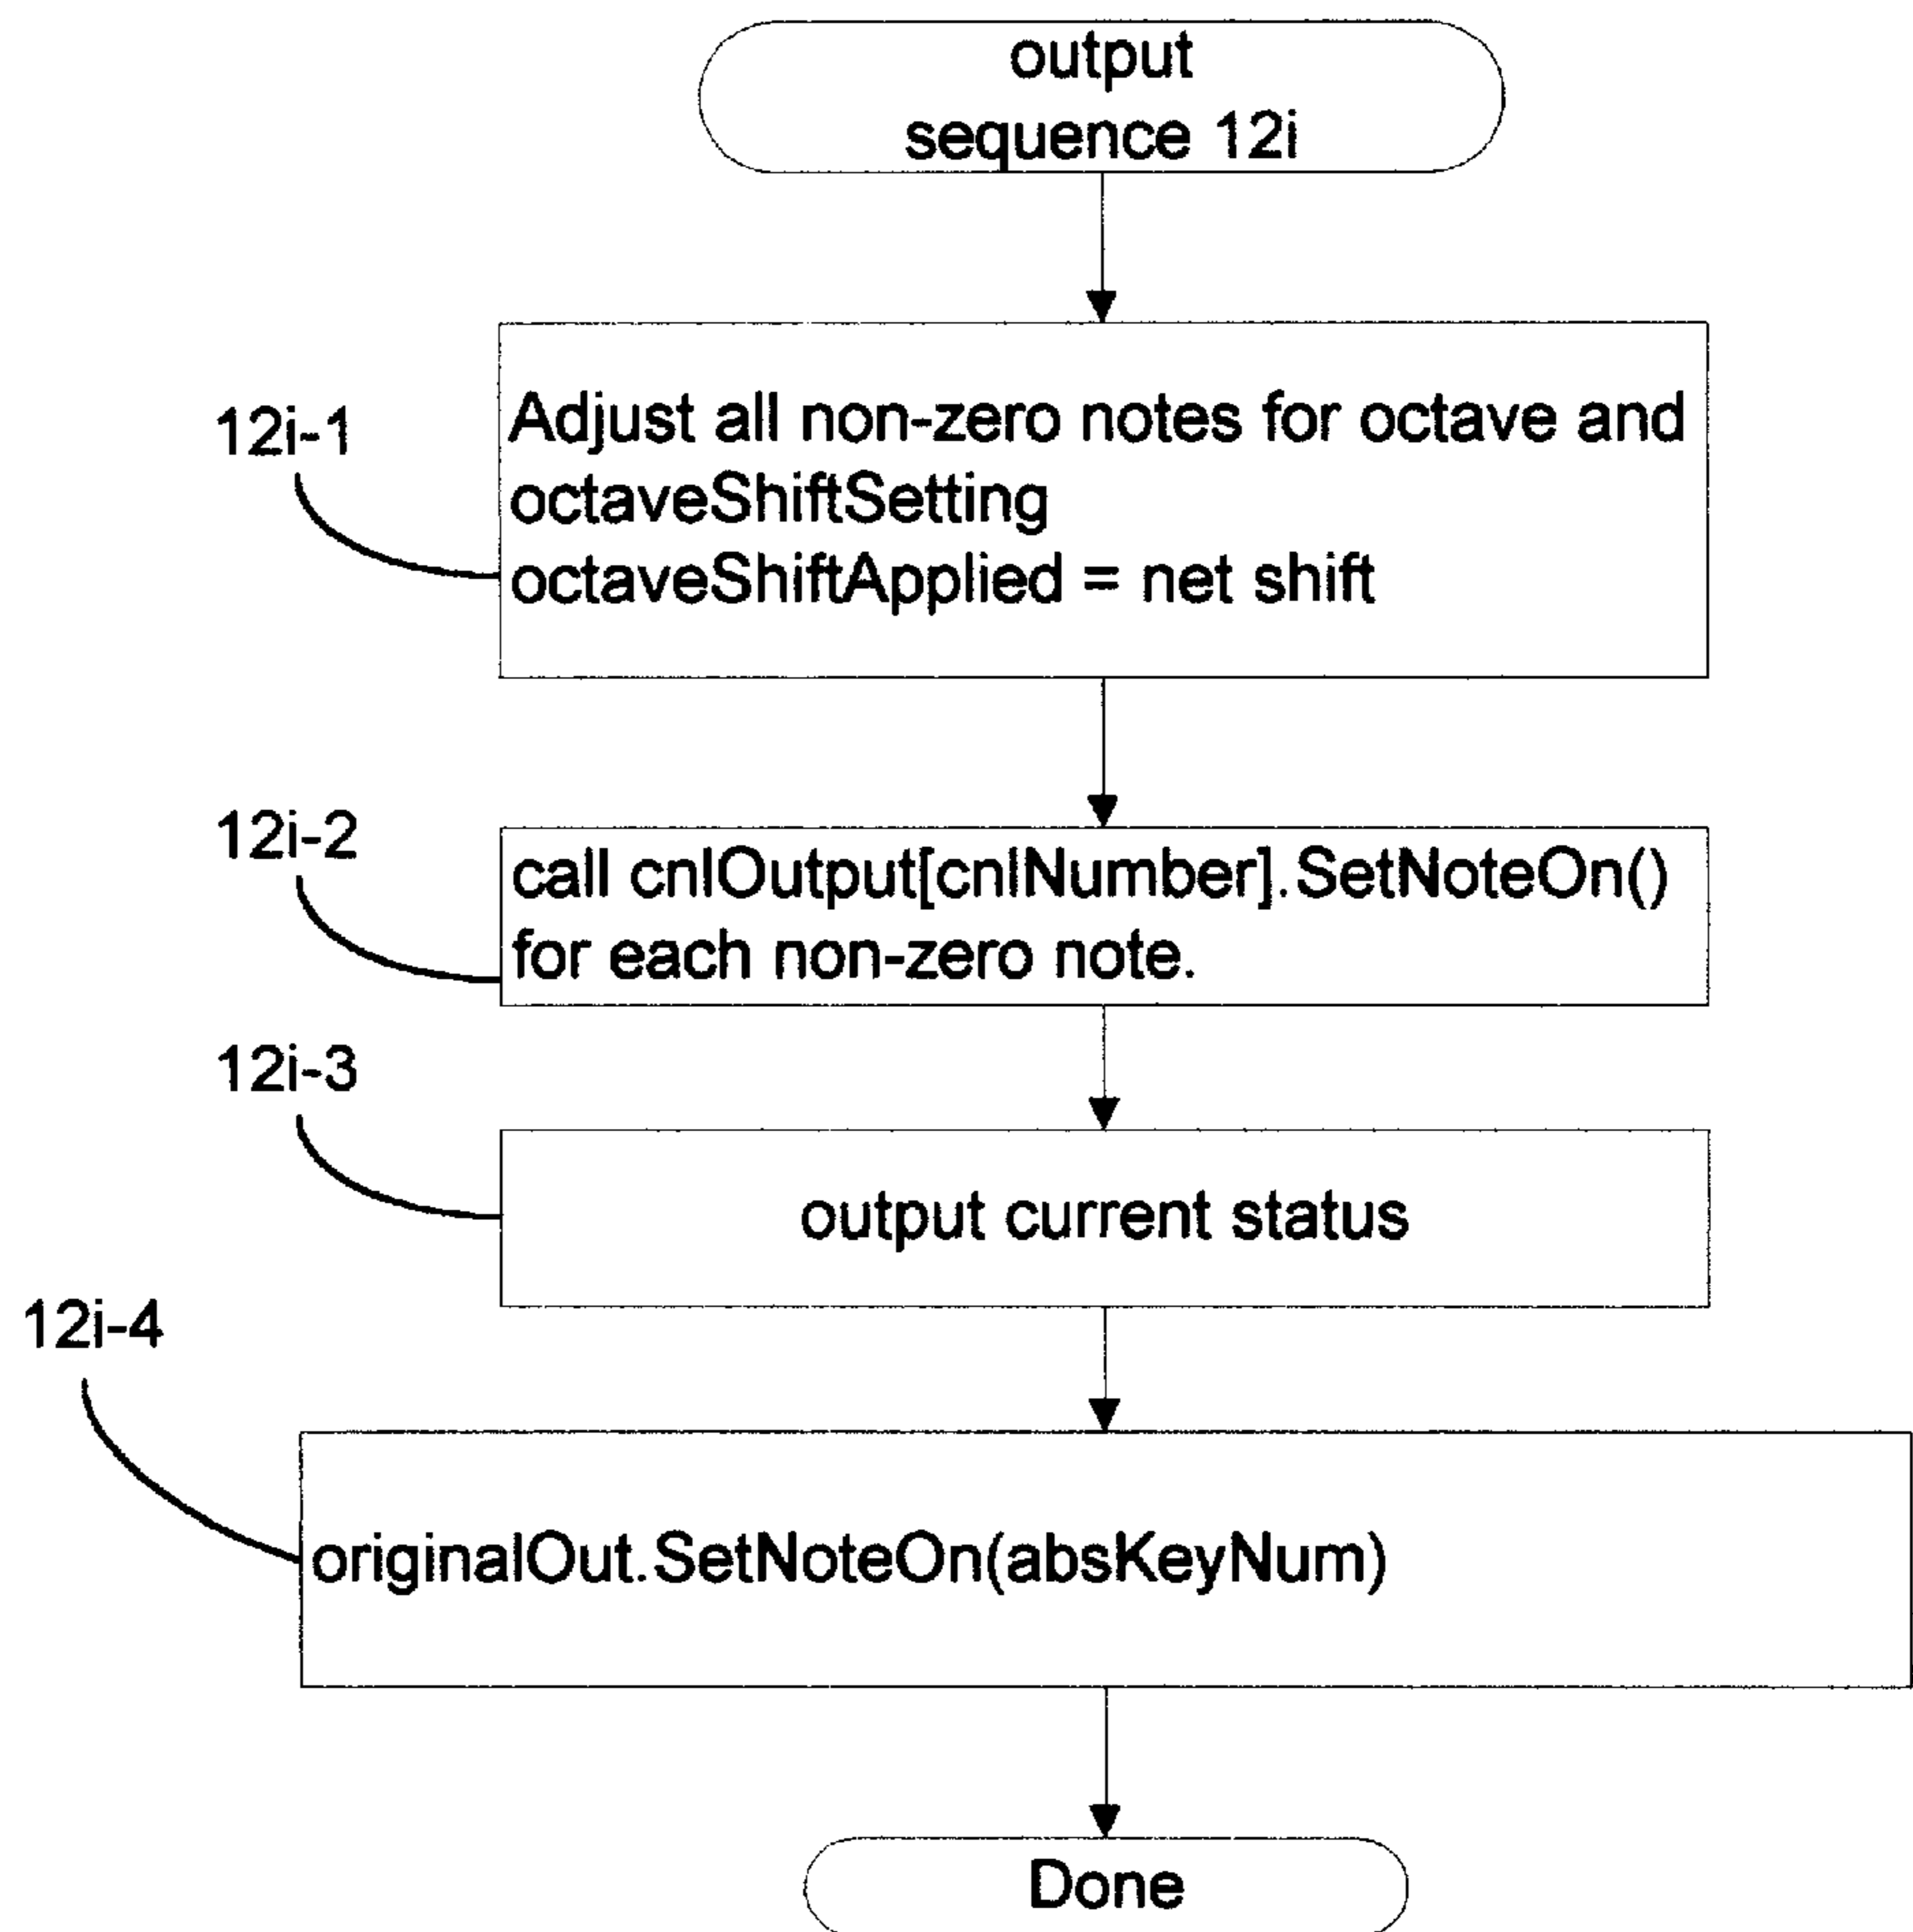 output
sequence 12i
12i-1
Adjust all non-zero notes for octave and
octaveShiftSetting
octaveShiftApplied = net shift
12i-2
call cnlOutput[cnlNumber].SetNoteOn()
for each non-zero note.
12i-3
output current status
12i-4
originalOut.SetNoteOn(absKeyNum)
Done